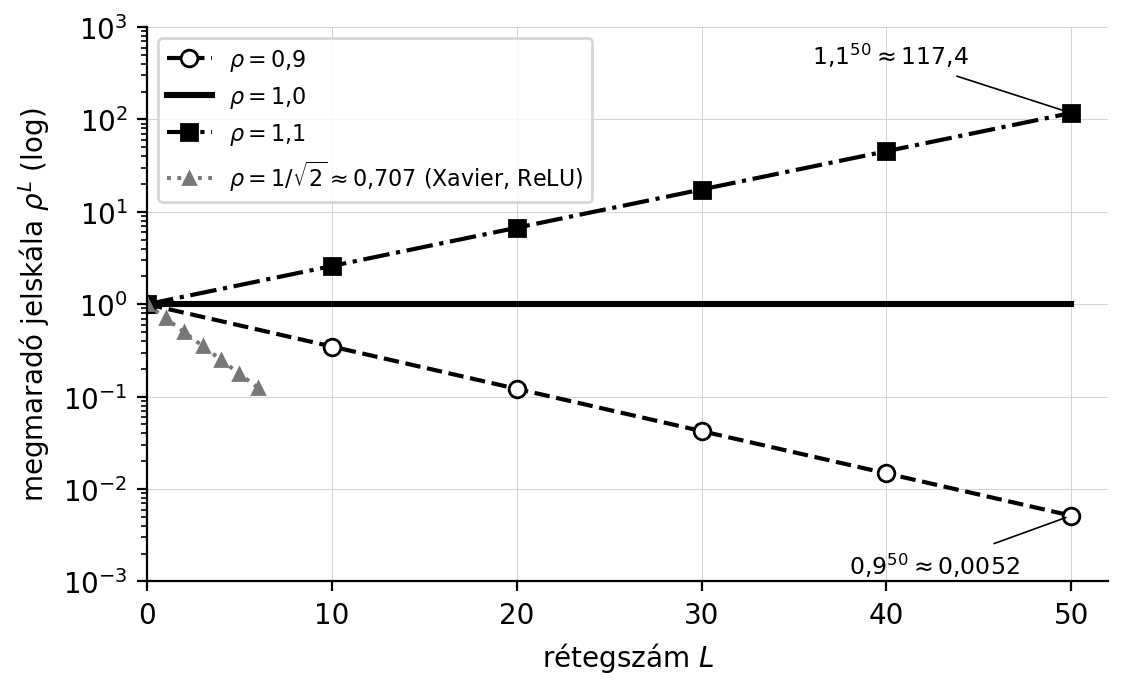 ρ = 0,9
ρ = 1,0
ρ = 1,1
ρ = 1/√2 ≈ 0,707 (Xavier, ReLU)
1,1⁵⁰ ≈ 117,4
0,9⁵⁰ ≈ 0,0052
megmaradó jelskála ρᴸ (log)
10³
10²
10¹
10⁰
10⁻¹
10⁻²
10⁻³
0 10 20 30 40 50
rétegszám L